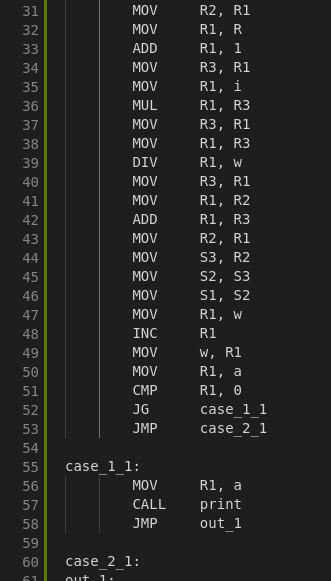 31 MOV R2, R1
32 MOV R1, R
33 ADD R1, 1
34 MOV R3, R1
35 MOV R1, i
36 MUL R1, R3
37 MOV R3, R1
38 MOV R1, R3
39 DIV R1, w
40 MOV R3, R1
41 MOV R1, R2
42 ADD R1, R3
43 MOV R2, R1
44 MOV S3, R2
45 MOV S2, S3
46 MOV S1, S2
47 MOV R1, w
48 INC R1
49 MOV w, R1
50 MOV R1, a
51 CMP R1, 0
52 JG case_1_1
53 JMP case_2_1
54
55 case_1_1:
56 MOV R1, a
57 CALL print
58 JMP out_1
59
60 case_2_1:
61 out_1: